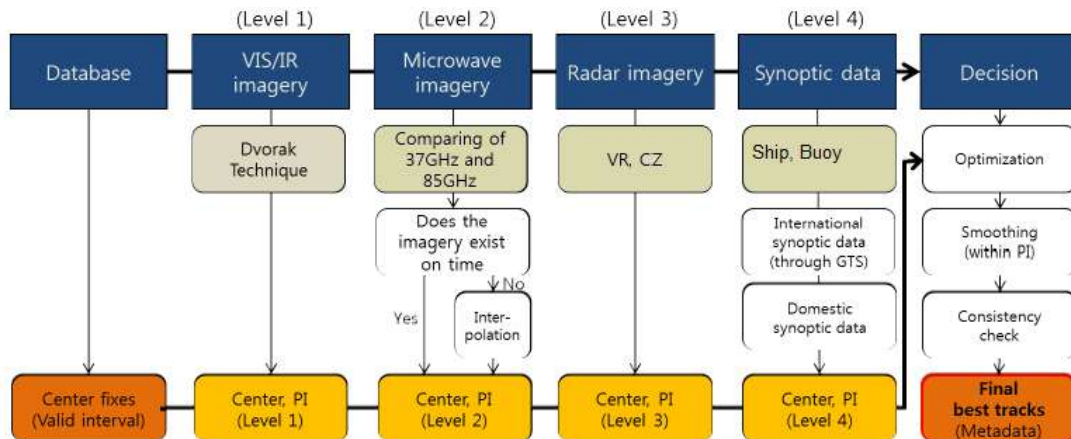 (Level 1)
(Level 2)
(Level 3)
(Level 4)
Database
VIS/IR
imagery
Microwave
imagery
Radar imagery
Synoptic data
Decision
Dvorak
Technique
Comparing of
37GHz and
85GHz
VR, CZ
Ship, Buoy
Optimization
Does the
imagery exist
on time
International
synoptic data
(through GTS)
Smoothing
(within PI)
No
Yes
Inter-
polation
Domestic
synoptic data
Consistency
check
Center fixes
(Valid interval)
Center, PI
(Level 1)
Center, PI
(Level 2)
Center, PI
(Level 3)
Center, PI
(Level 4)
Final
best tracks
(Metadata)